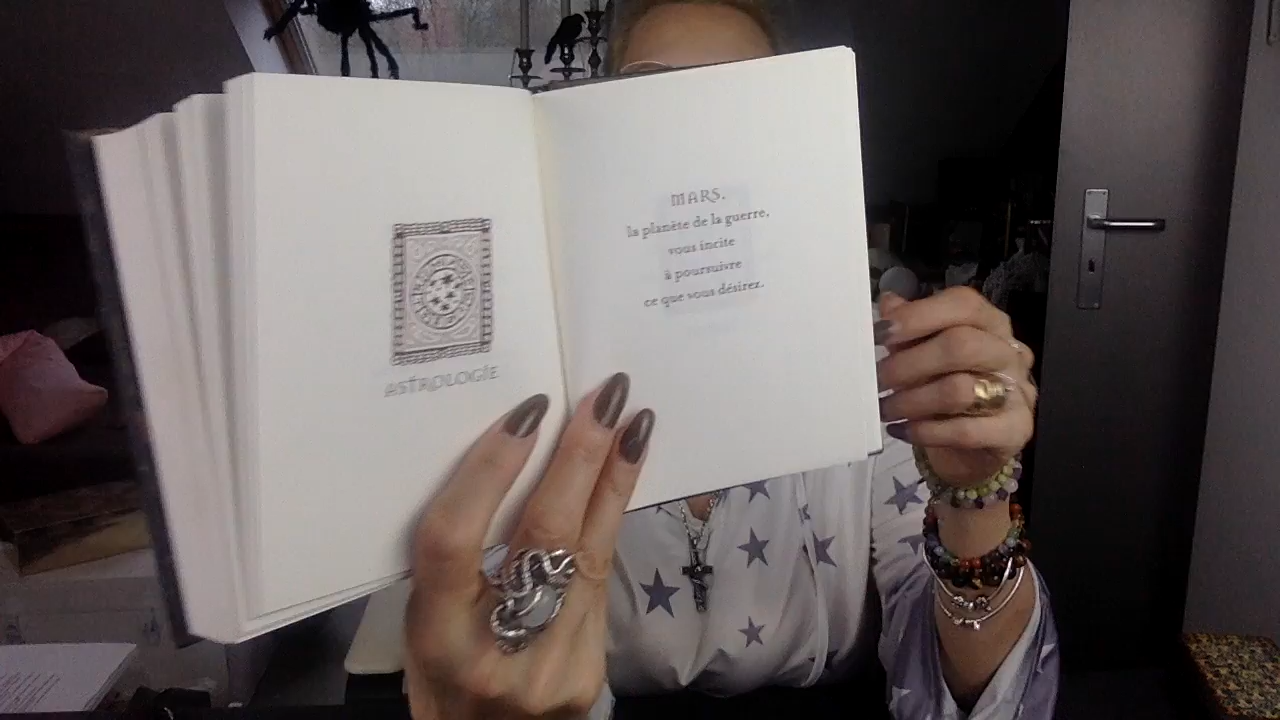 ASTROLOGIE
MARS,
la planète de la guerre,
vous incite
à poursuivre
ce que vous désirez.